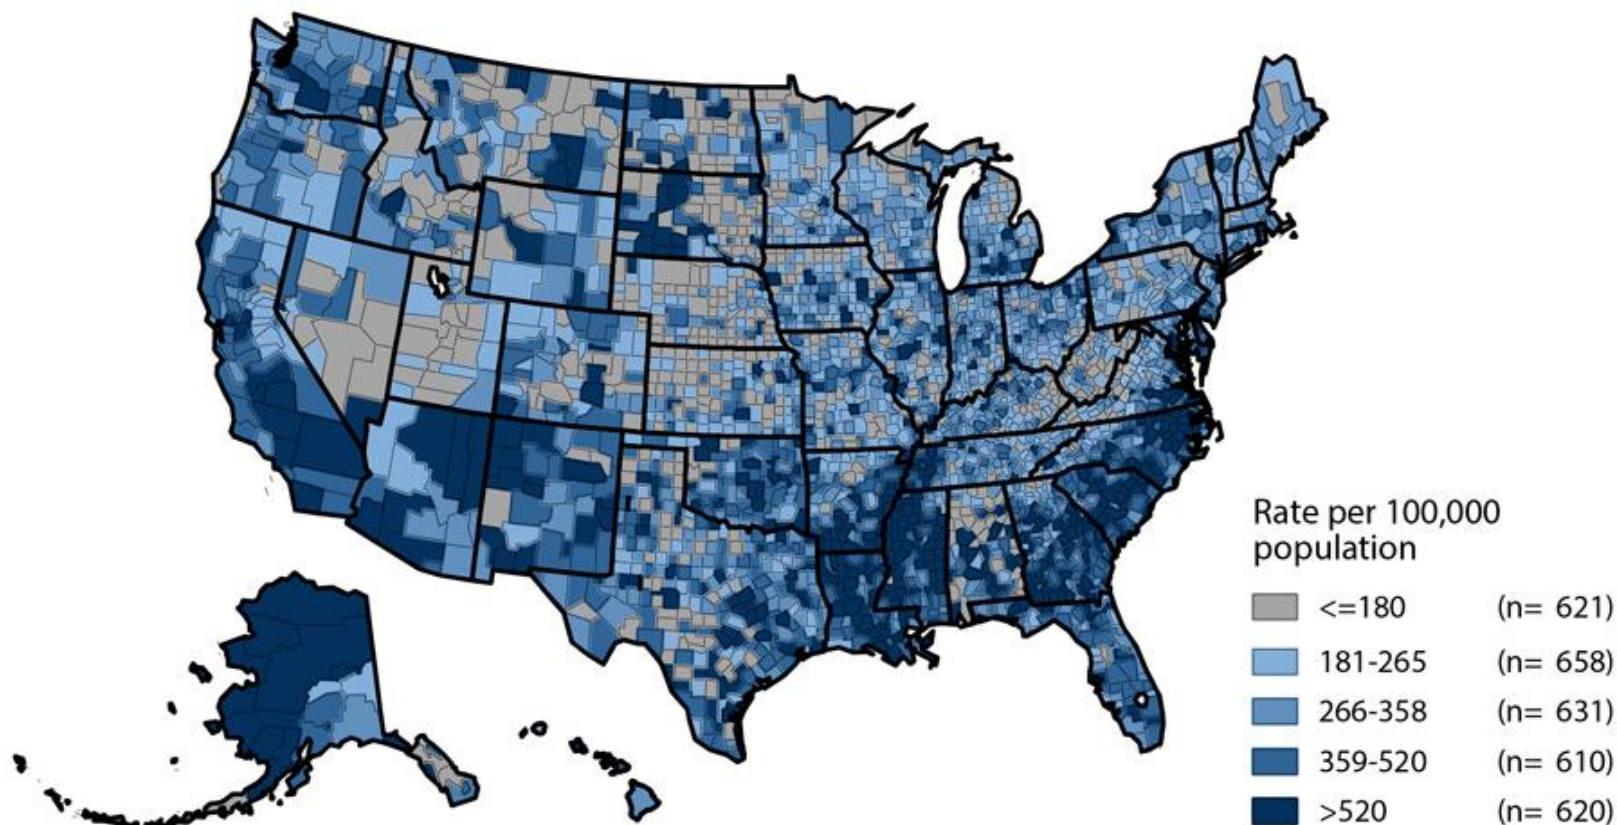 Rate per 100,000
population
<=180 (n= 621)
181-265 (n= 658)
266-358 (n= 631)
359-520 (n= 610)
>520 (n= 620)